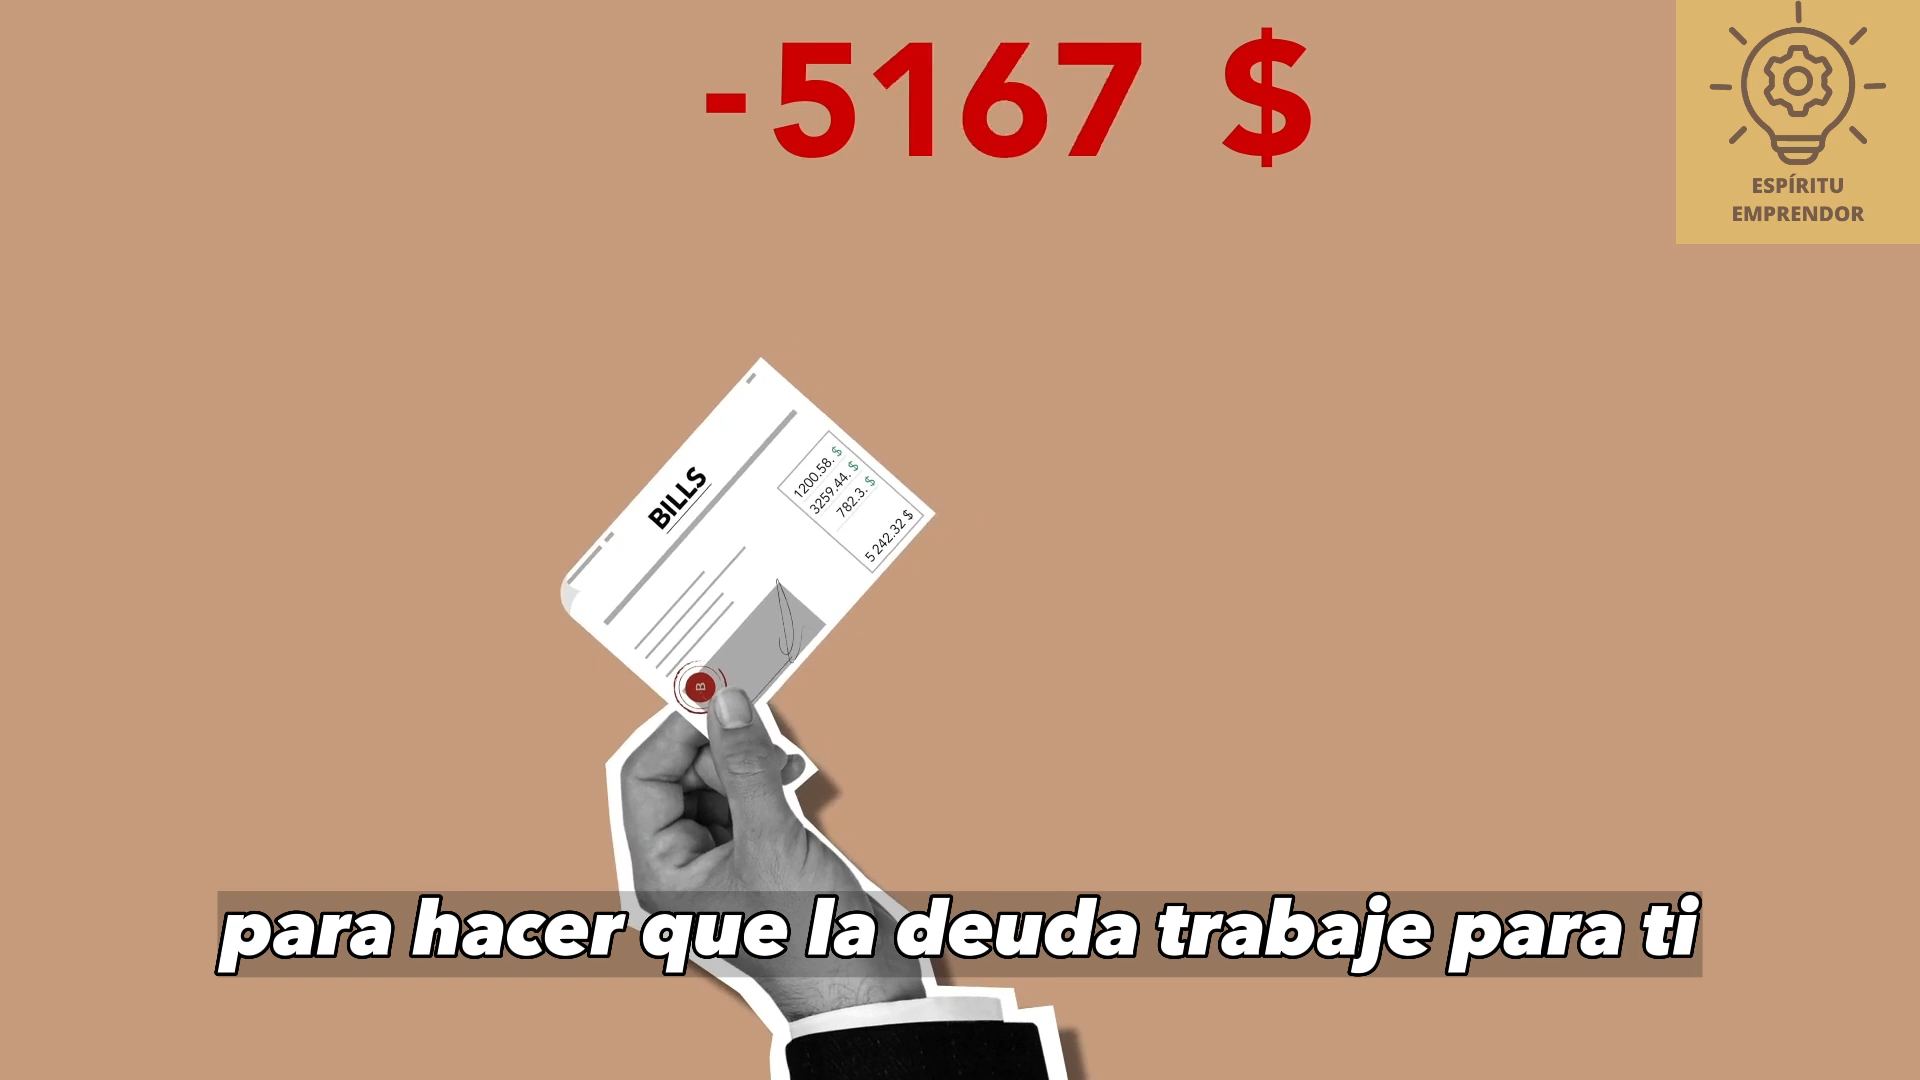 -5167 $
ESPÍRITU
EMPRENDOR
BILLS
1200.58. $
3259.44. $
782.3. $
5 242.32 $
B
para hacer que la deuda trabaje para ti